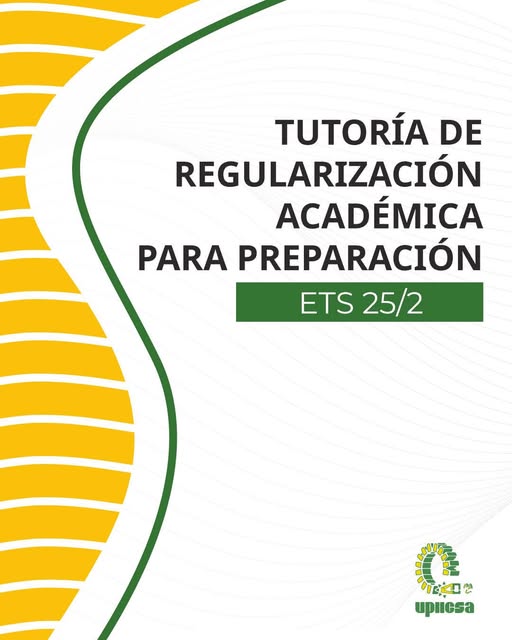 TUTORÍA DE
REGULARIZACIÓN
ACADÉMICA
PARA PREPARACIÓN
ETS 25/2
upiicsa